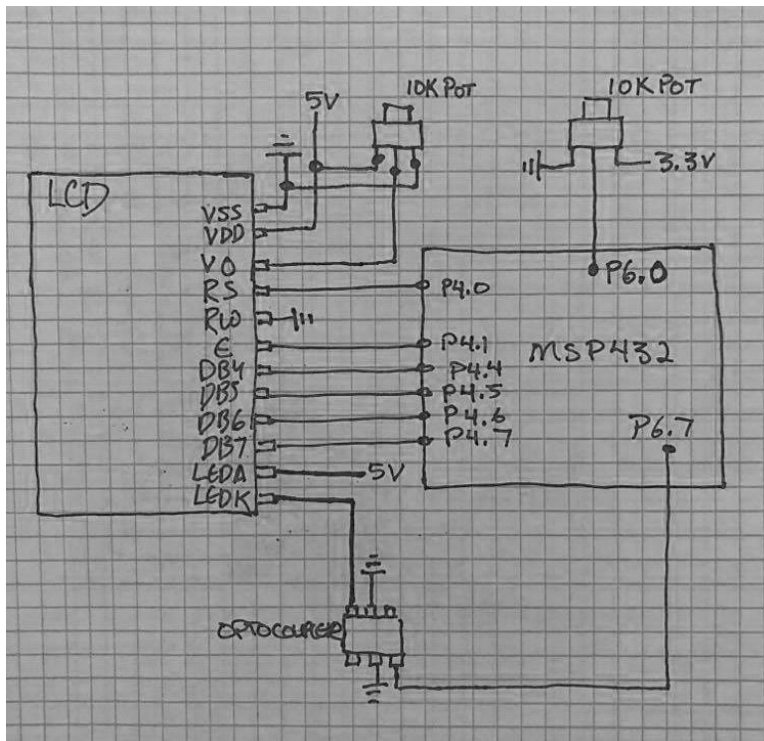 10K POT
10K POT
5V
3.3V
LCD
VSS
VDD
VO
RS
RW
E
DB4
DB5
DB6
DB7
LEDA
LEDK
5V
P4.0
P4.1
P4.4
P4.5
P4.6
P4.7
MSP432
P6.0
P6.7
OPTOCOUPLER